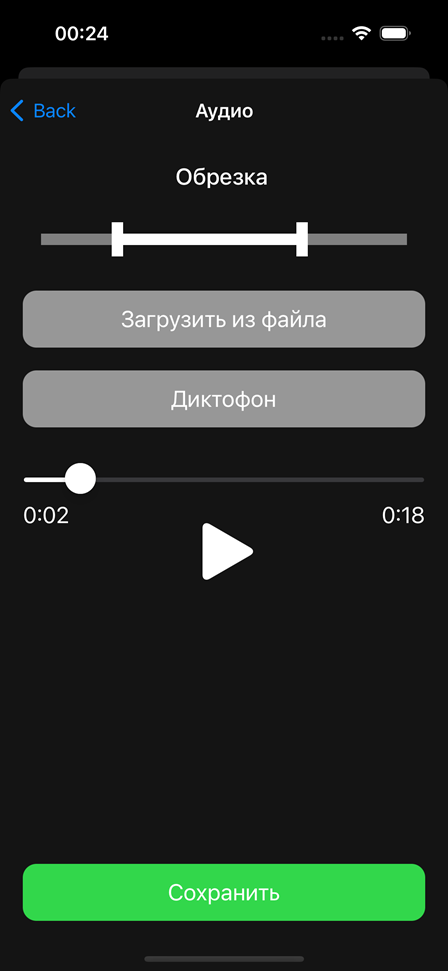 00:24
Back
Аудио
Обрезка
Загрузить из файла
Диктофон
0:02
0:18
Сохранить